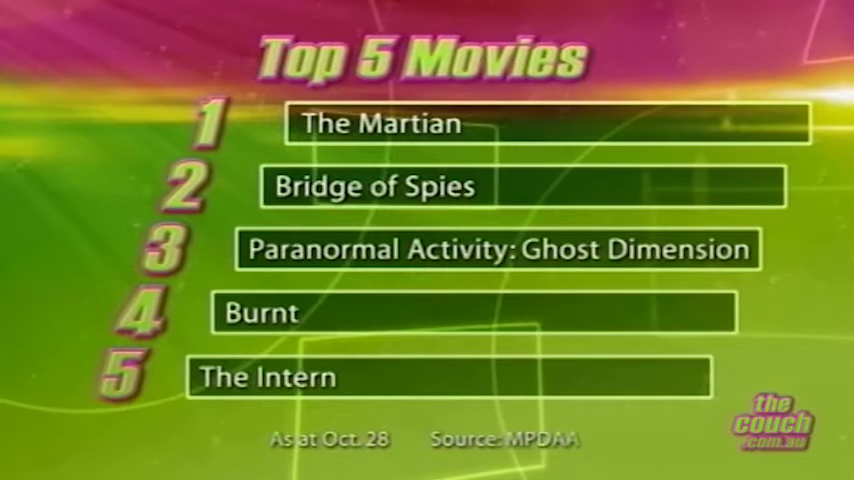 Top 5 Movies
1 The Martian
2 Bridge of Spies
3 Paranormal Activity: Ghost Dimension
4 Burnt
5 The Intern
As at Oct. 28 Source: MPDAA
the
couch
.com.au